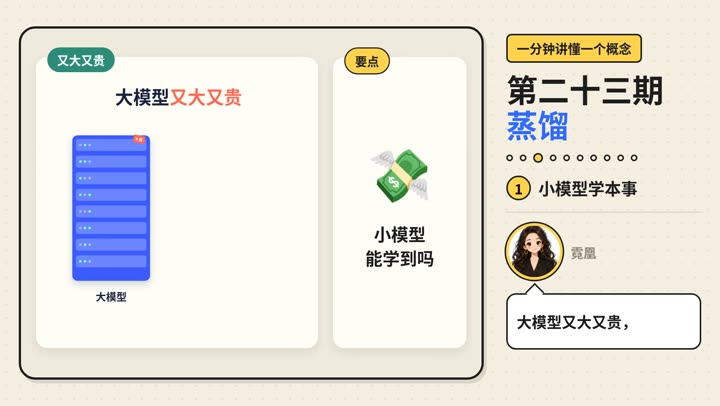 又大又贵
大模型又大又贵
大模型
要点
小模型
能学到吗
一分钟讲懂一个概念
第二十三期
蒸馏
1 小模型学本事
霓凰
大模型又大又贵，